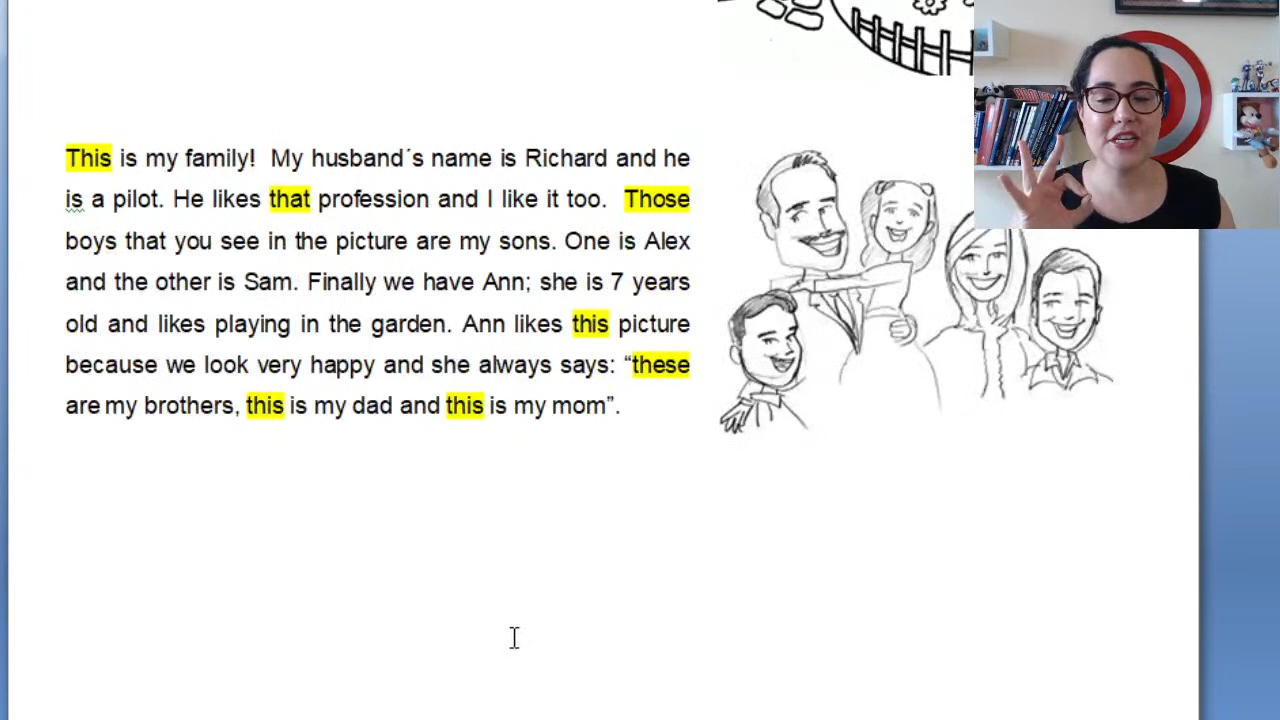 This is my family!  My husband´s name is Richard and he
is a pilot. He likes that profession and I like it too.  Those
boys that you see in the picture are my sons. One is Alex
and the other is Sam. Finally we have Ann; she is 7 years
old and likes playing in the garden. Ann likes this picture
because we look very happy and she always says: “these
are my brothers, this is my dad and this is my mom”.